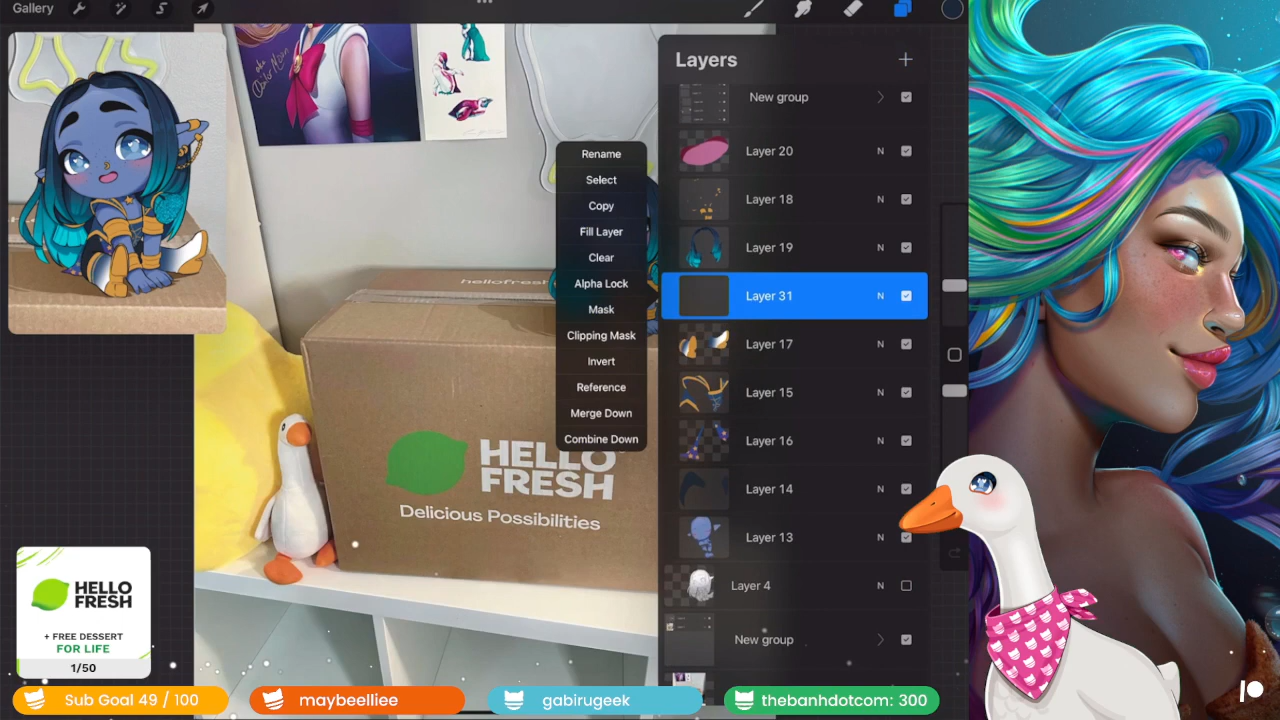 Gallery
Layers
New group
Layer 20 N
Layer 18 N
Layer 19 N
Layer 31 N
Layer 17 N
Layer 15 N
Layer 16 N
Layer 14 N
Layer 13 N
Layer 4 N
New group
Rename
Select
Copy
Fill Layer
Clear
Alpha Lock
Mask
Clipping Mask
Invert
Reference
Merge Down
Combine Down
hellofresh
HELLO
FRESH
Delicious Possibilities
HELLO
FRESH
+ FREE DESSERT
FOR LIFE
1/50
Sub Goal 49 / 100
maybeelliee
gabirugeek
thebanhdotcom: 300